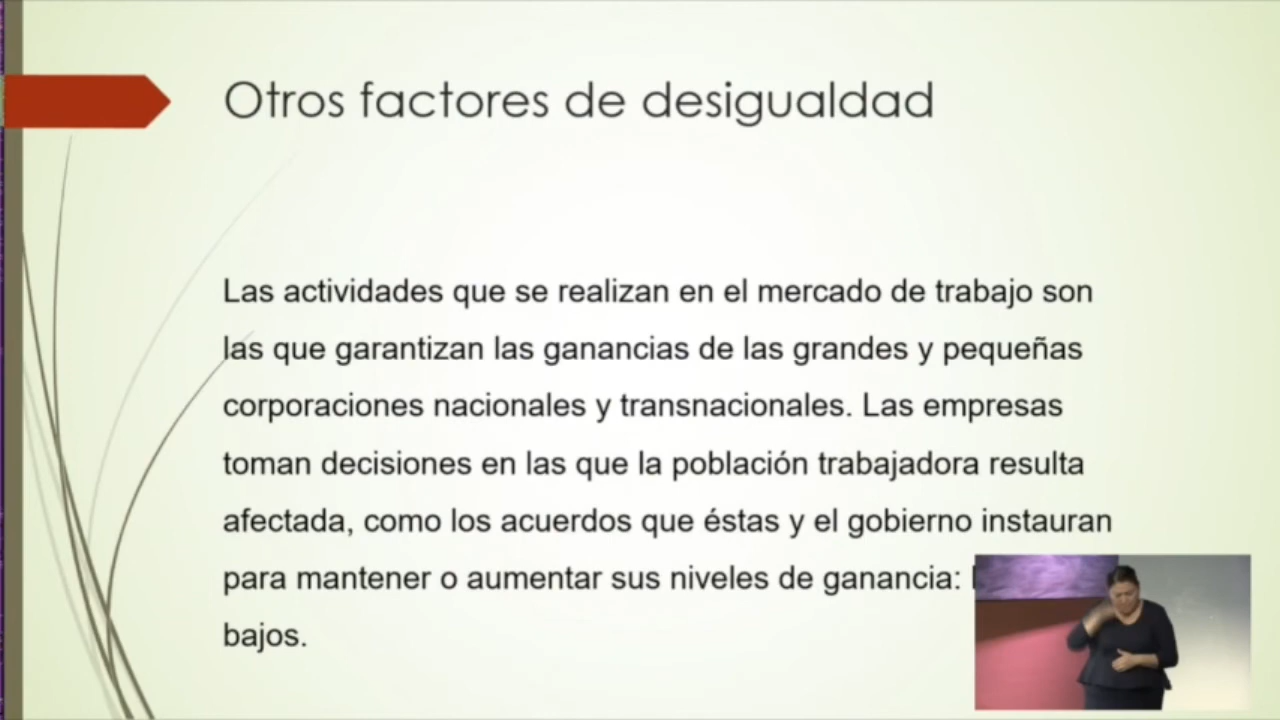 Otros factores de desigualdad
Las actividades que se realizan en el mercado de trabajo son
las que garantizan las ganancias de las grandes y pequeñas
corporaciones nacionales y transnacionales. Las empresas
toman decisiones en las que la población trabajadora resulta
afectada, como los acuerdos que éstas y el gobierno instauran
para mantener o aumentar sus niveles de ganancia:
bajos.